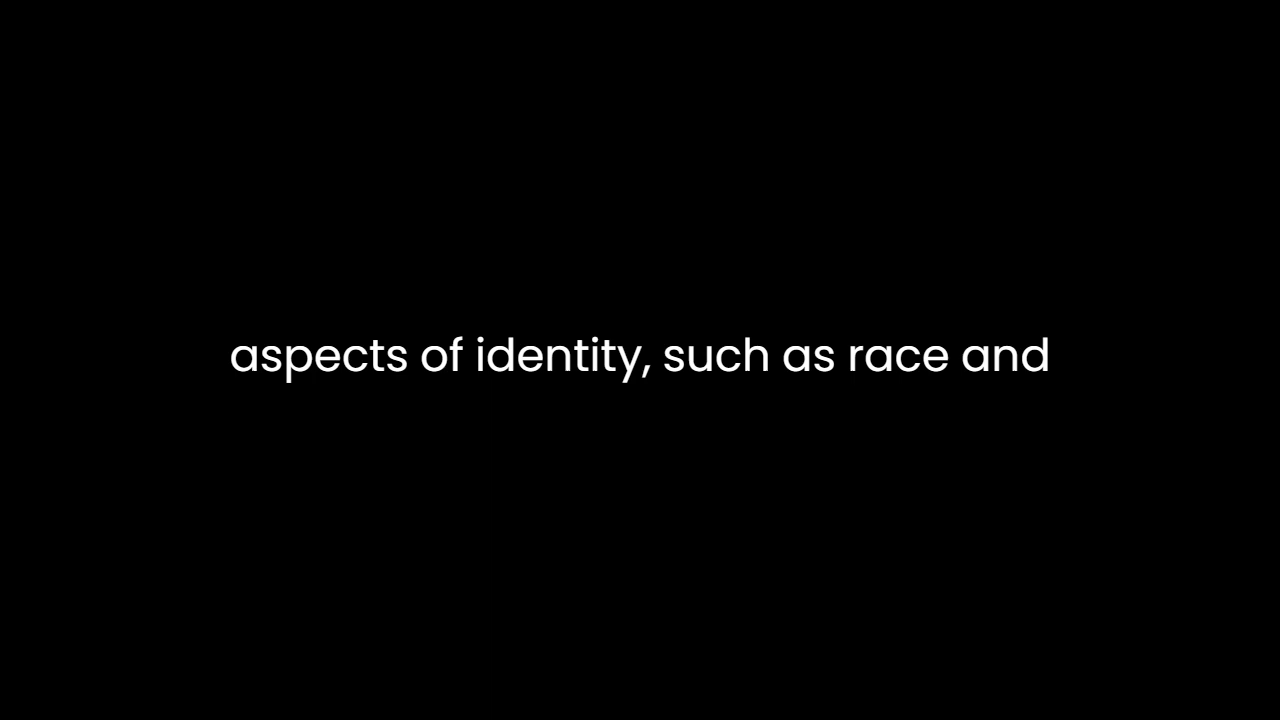 aspects of identity, such as race and